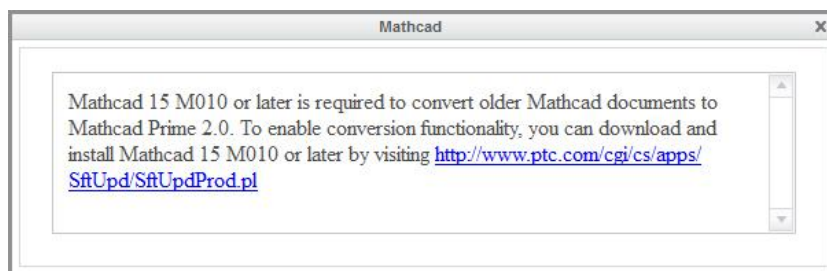 Mathcad
Mathcad 15 M010 or later is required to convert older Mathcad documents to
Mathcad Prime 2.0. To enable conversion functionality, you can download and
install Mathcad 15 M010 or later by visiting http://www.ptc.com/cgi/cs/apps/
SftUpd/SftUpdProd.pl